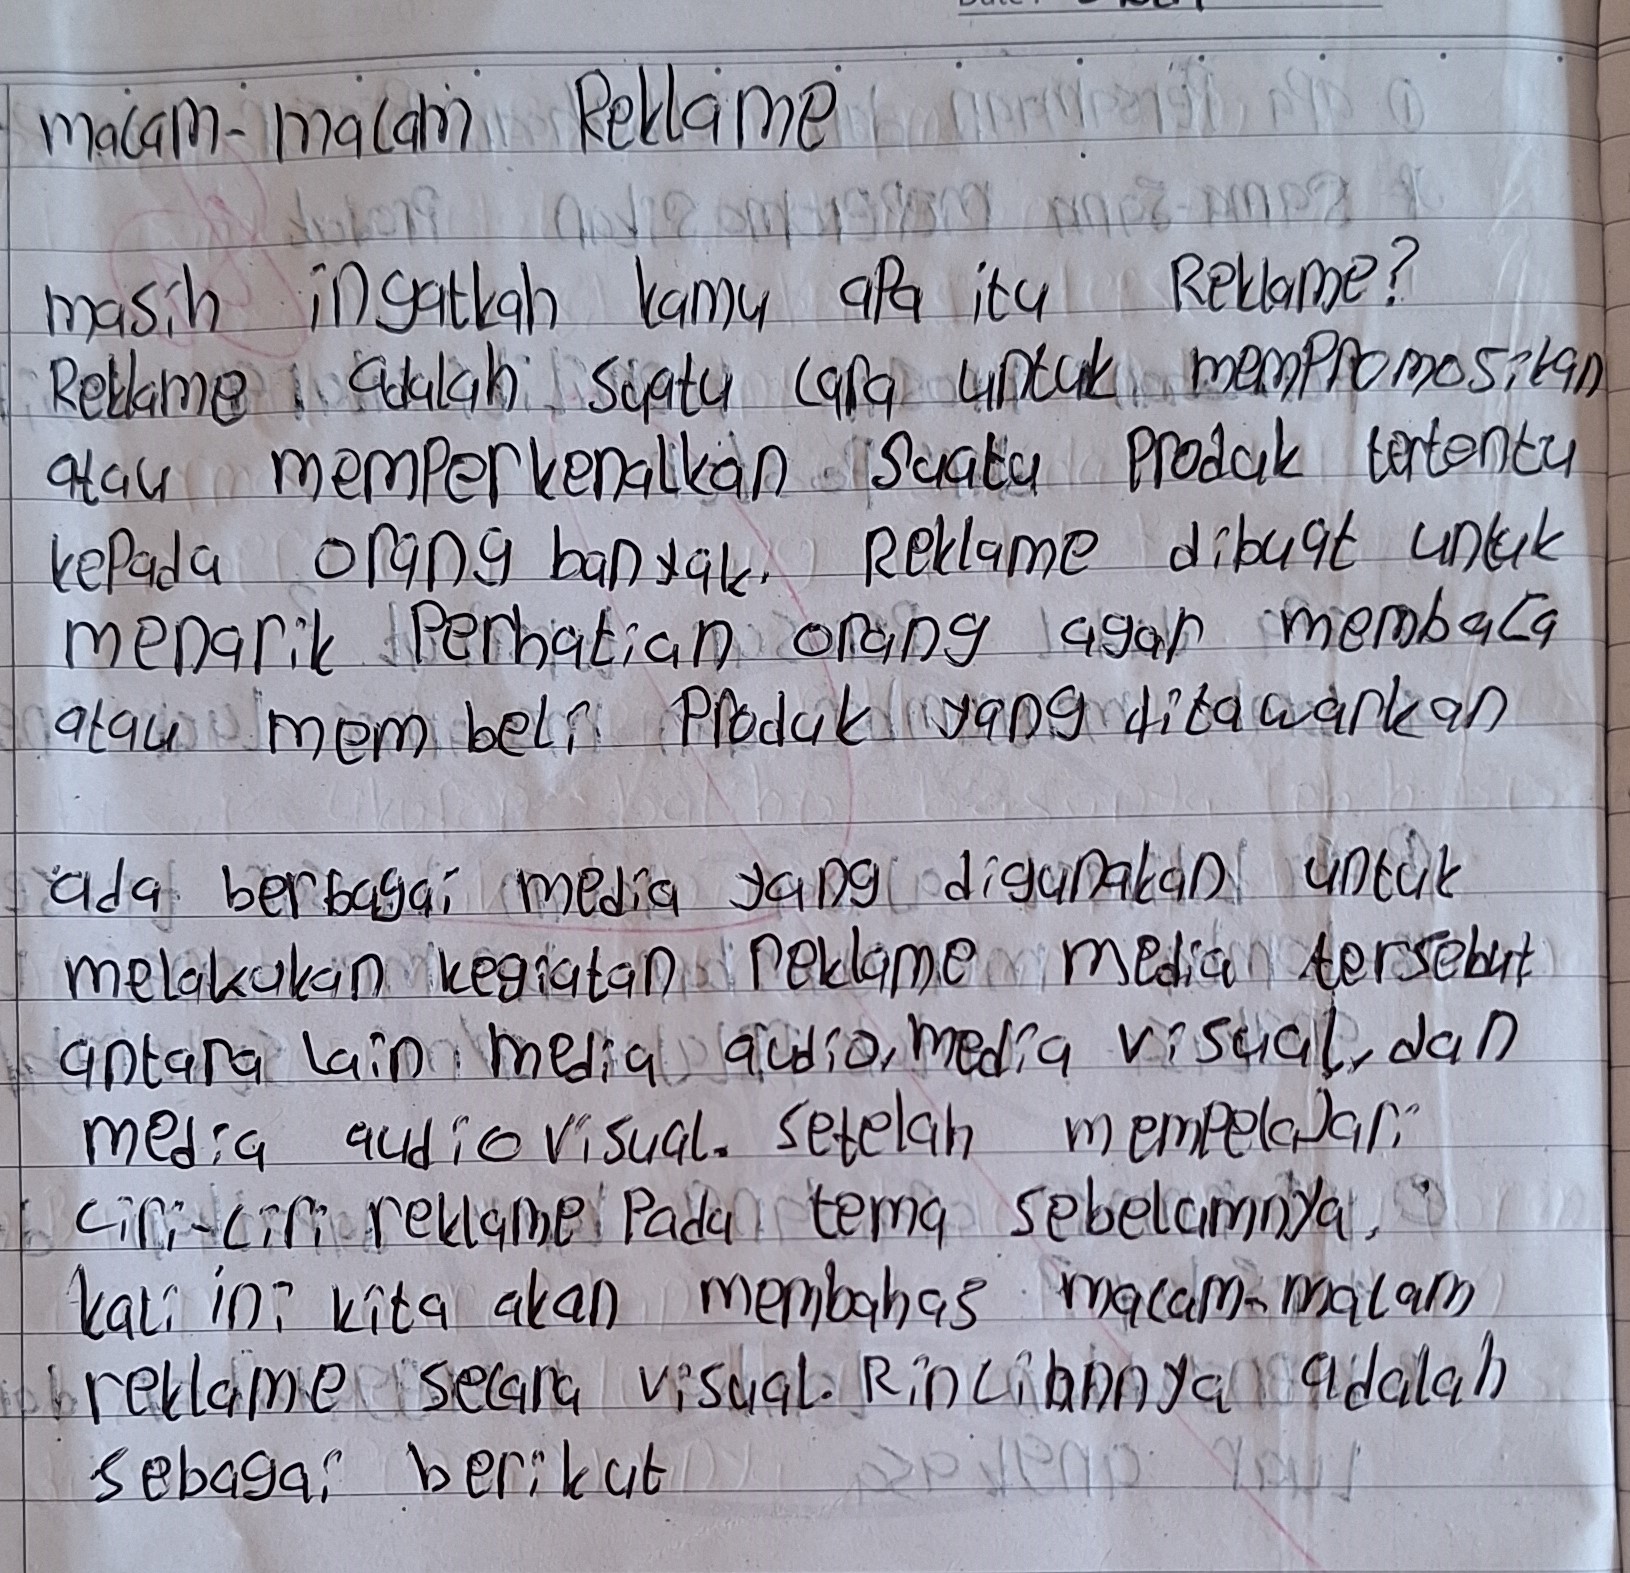 macam-macam Reklame
masih ingatkah kamu apa itu Reklame?
Reklame adalah suatu cara untuk mempromosikan
atau memperkenalkan suatu produk tertentu
kepada orang banyak. Reklame dibuat untuk
menarik perhatian orang agar membaca
atau membeli produk yang ditawarkan
ada berbagai media yang digunakan untuk
melakukan kegiatan reklame media tersebut
antara lain media audio, media visual, dan
media audio visual. setelah mempelajari
ciri-ciri reklame pada tema sebelumnya,
kali ini kita akan membahas macam-macam
reklame secara visual. Rinciannya adalah
sebagai berikut